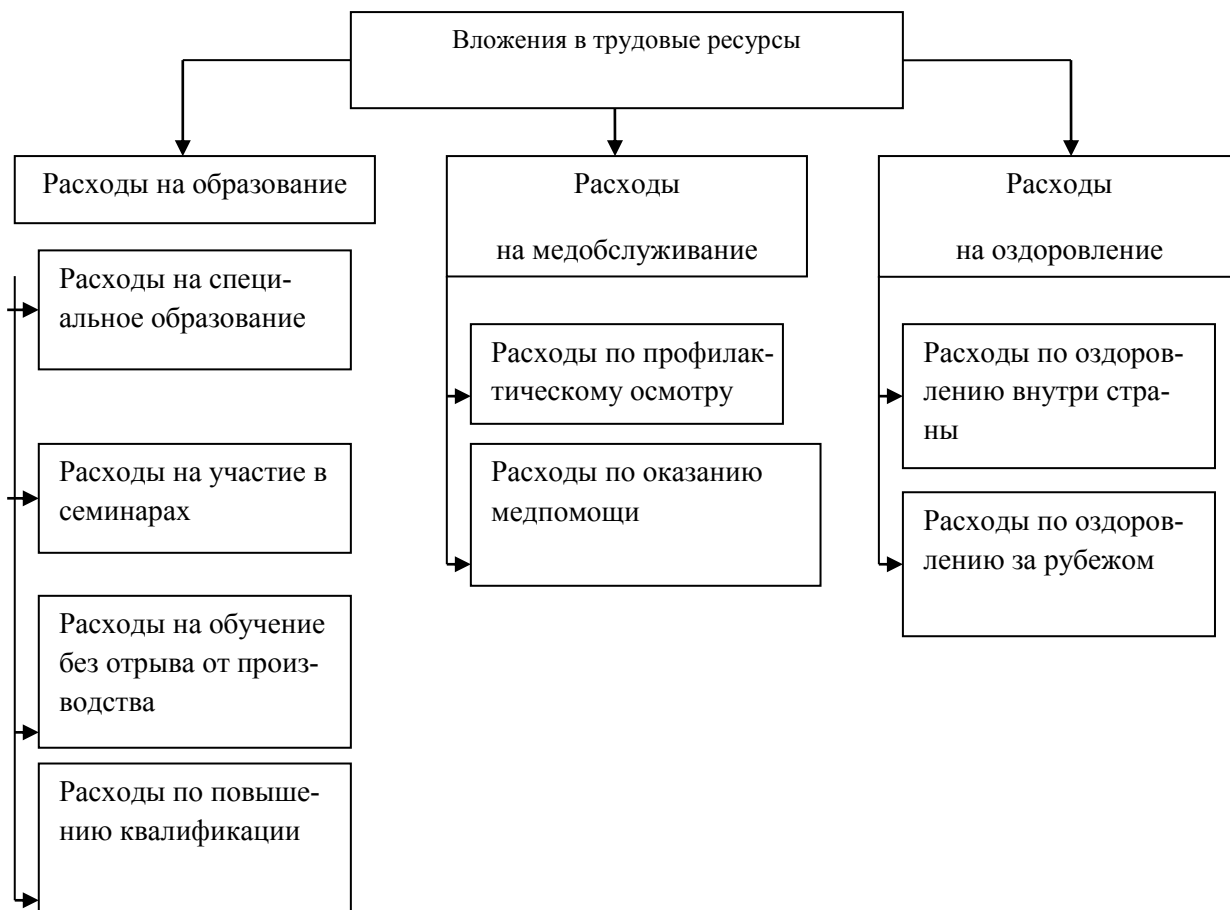 Вложения в трудовые ресурсы
Расходы на образование
Расходы на специ-
альное образование
Расходы на участие в
семинарах
Расходы на обучение
без отрыва от произ-
водства
Расходы по повыше-
нию квалификации
Расходы
на медобслуживание
Расходы по профилак-
тическому осмотру
Расходы по оказанию
медпомощи
Расходы
на оздоровление
Расходы по оздоров-
лению внутри стра-
ны
Расходы по оздоров-
лению за рубежом